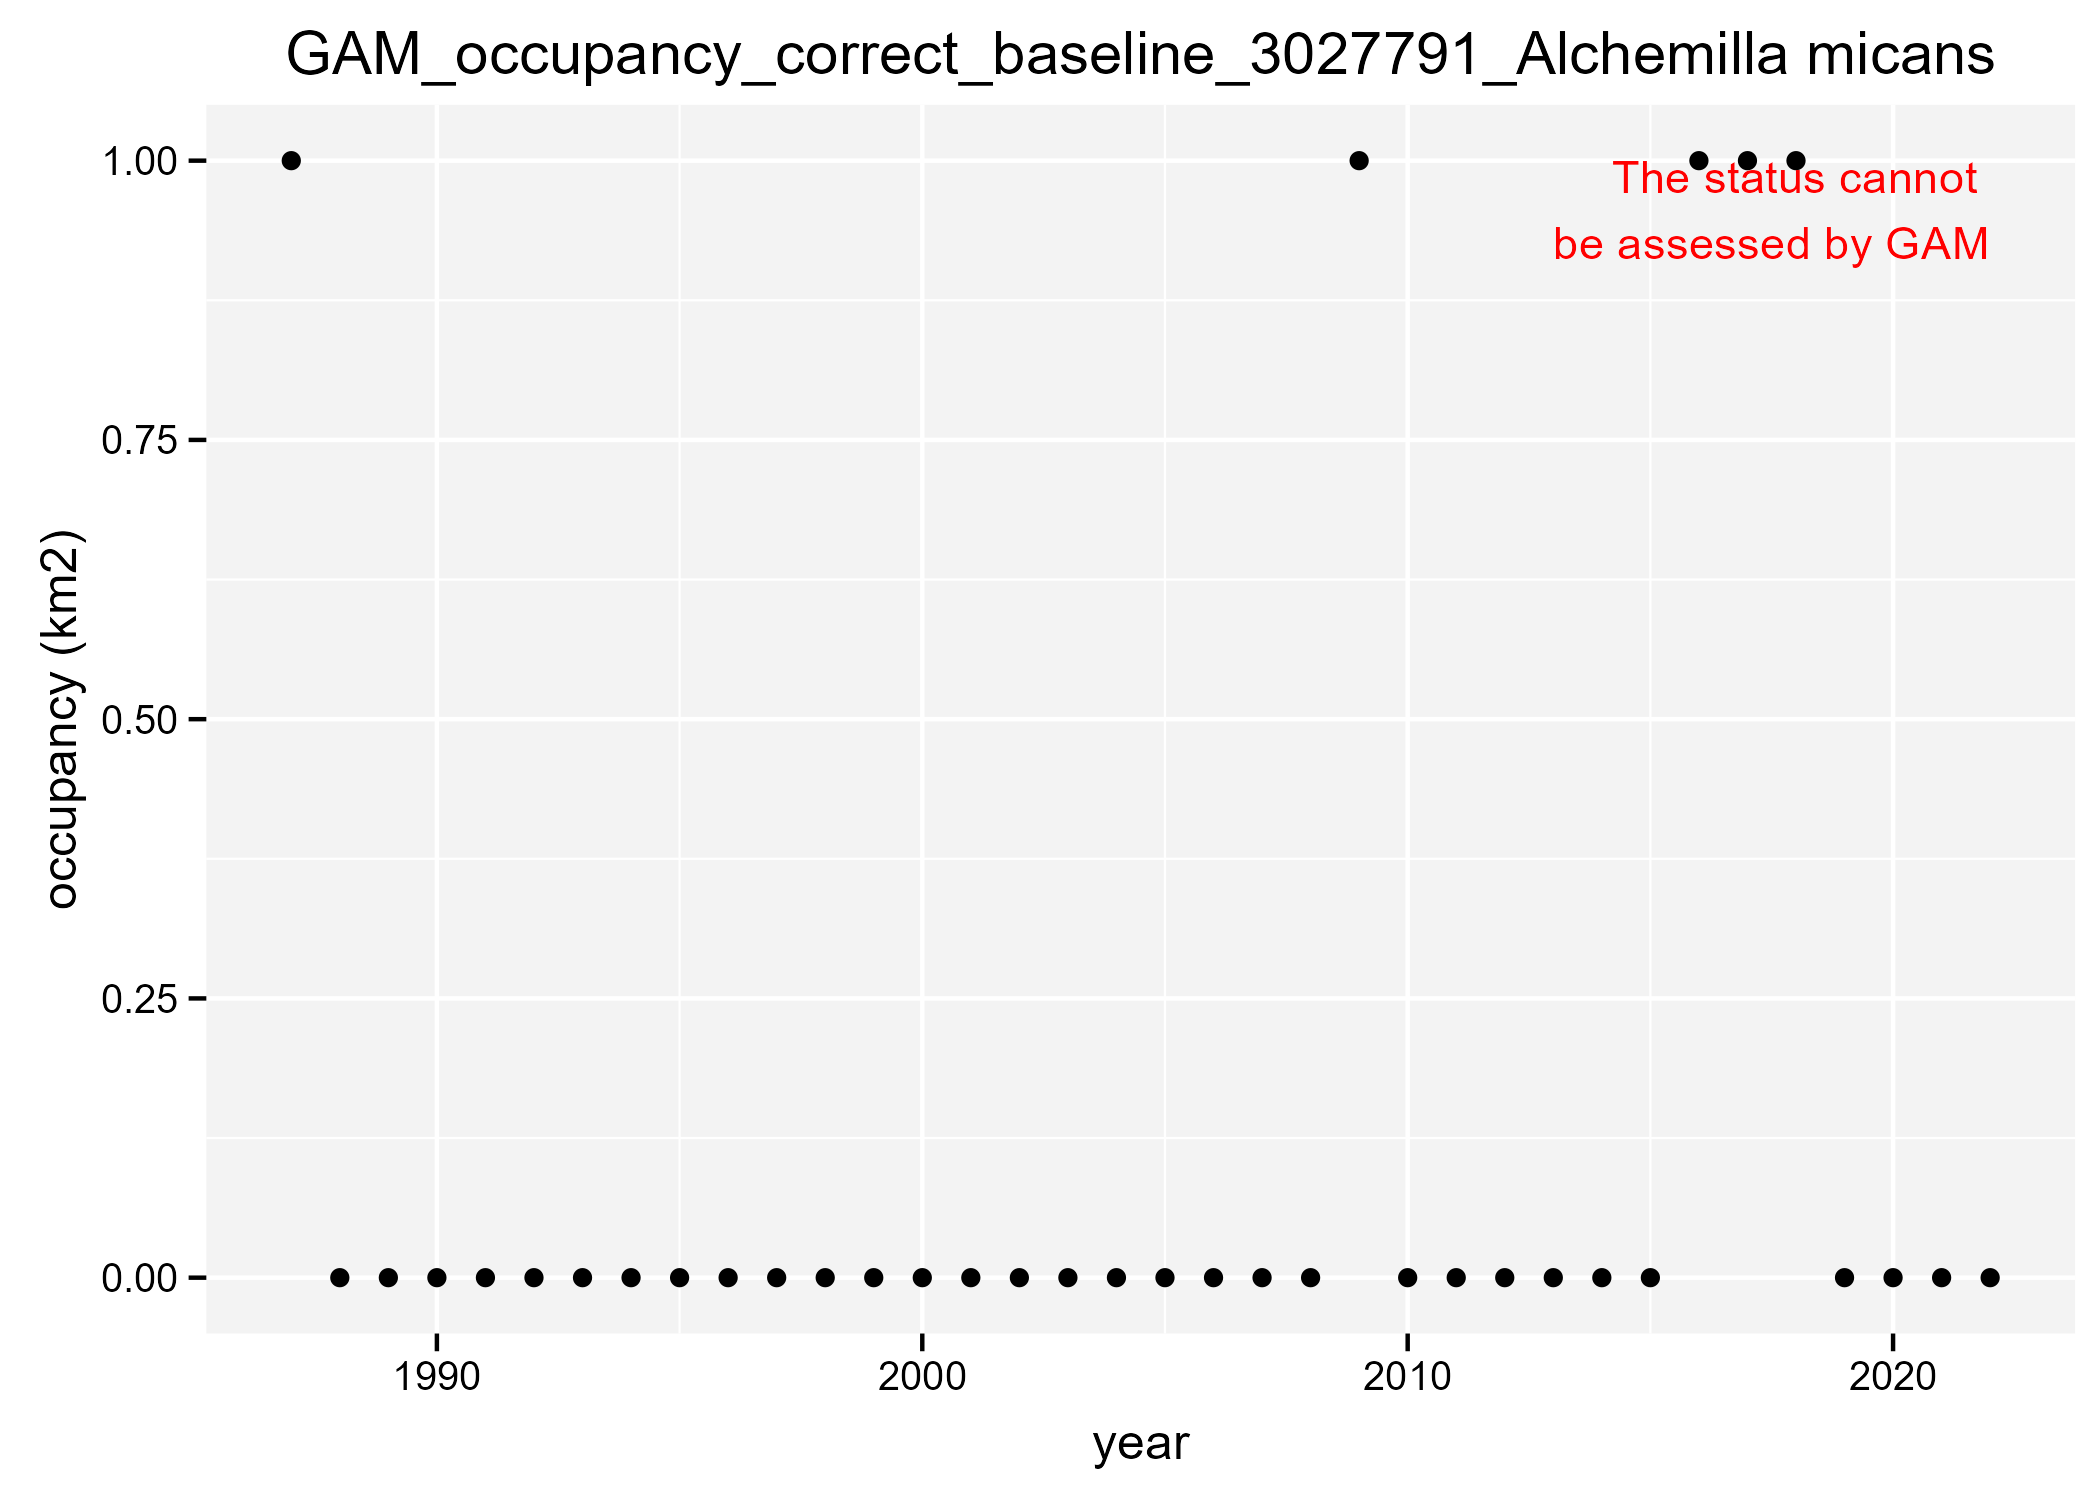 GAM_occupancy_correct_baseline_3027791_Alchemilla micans
1.00
The status cannot
be assessed by GAM
0.75
0.50
0.25
0.00
occupancy (km2)
1990 2000 2010 2020
year